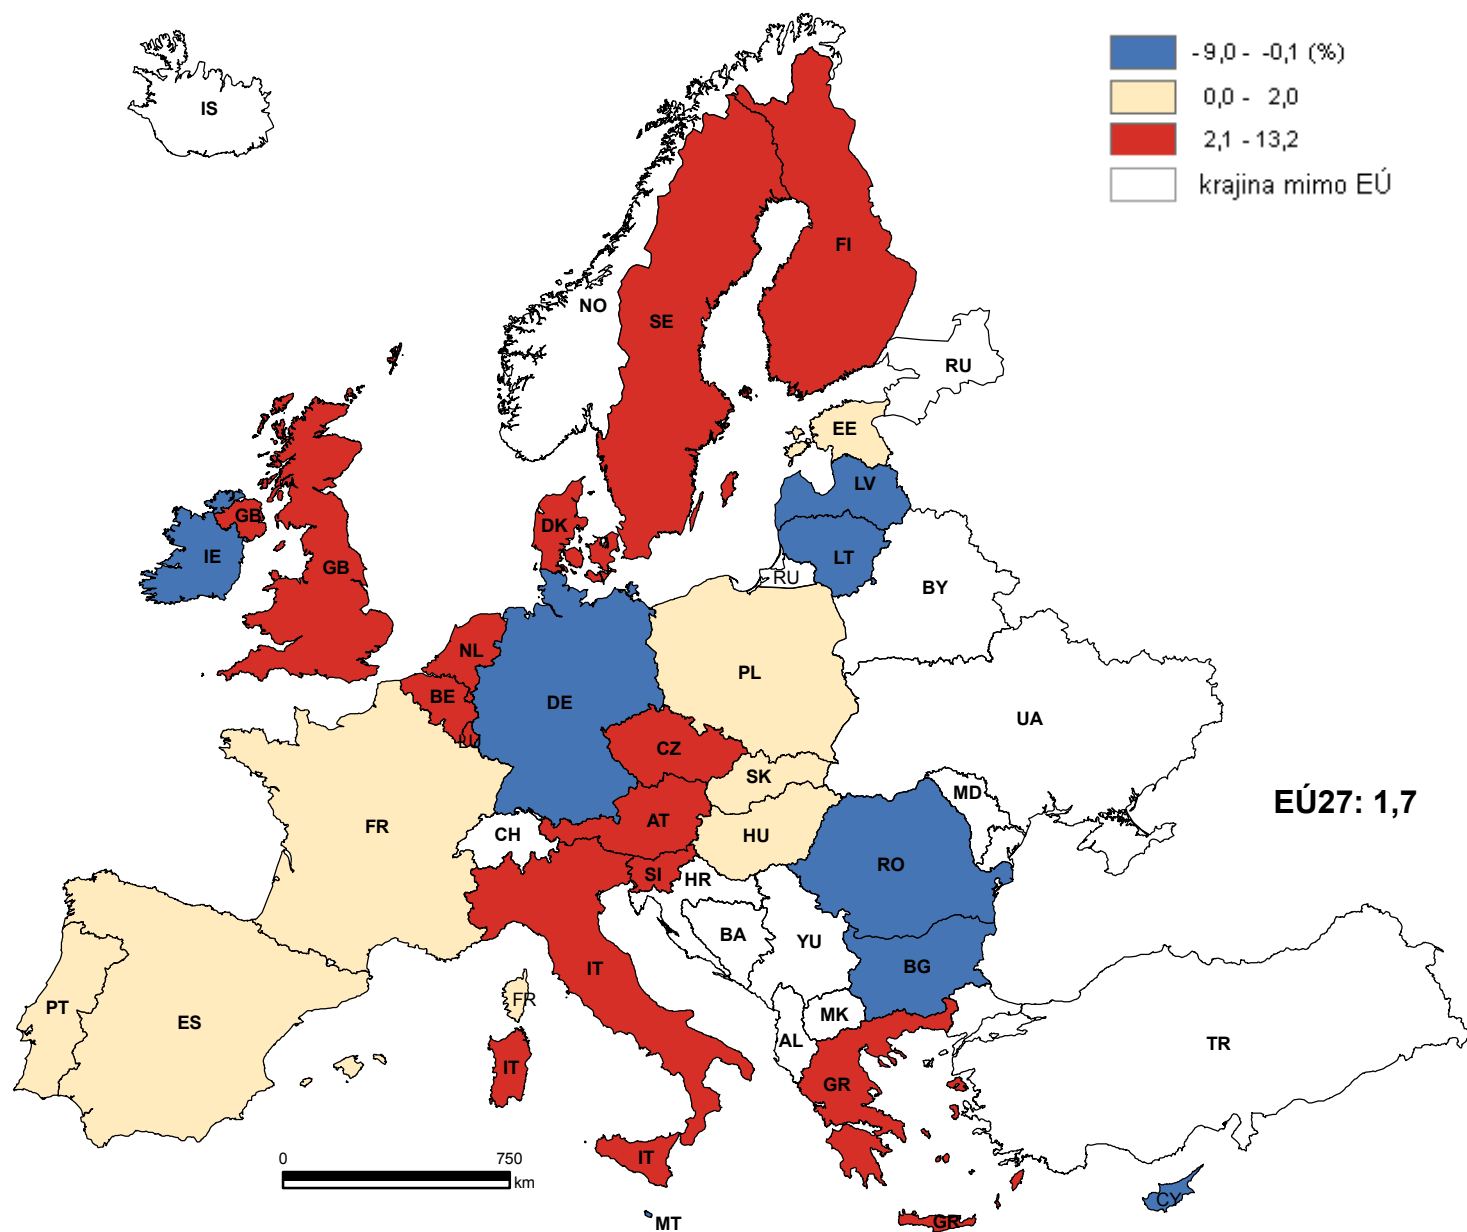 -9,0 - -0,1 (%)
0,0 - 2,0
2,1 - 13,2
krajina mimo EÚ
IS
FI
NO
SE
RU
EE
LV
GB
DK
IE
LT
GB
RU
BY
NL
PL
BE
DE
UA
LU
CZ
SK
MD
EÚ27: 1,7
FR
AT
CH
HU
RO
SI
HR
BA
YU
BG
IT
FR
PT
ES
MK
AL
TR
IT
GR
IT
0
750
km
CY
MT
GR